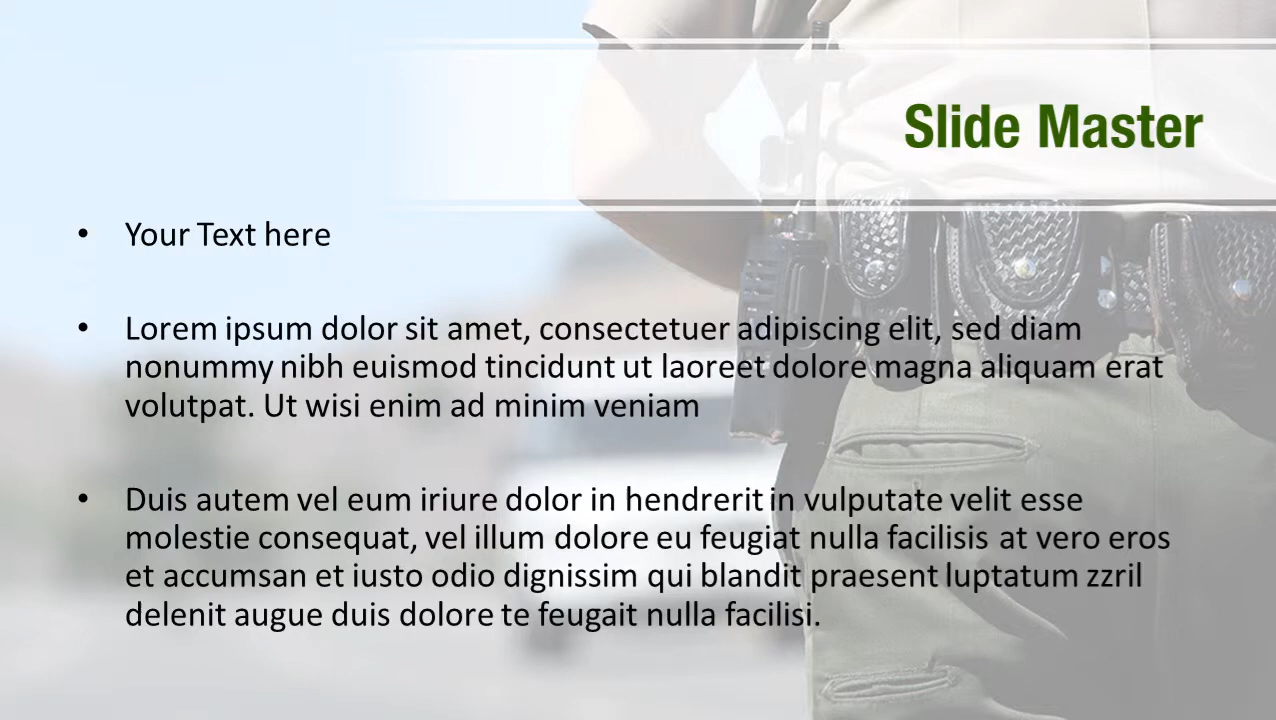 Slide Master
• Your Text here
• Lorem ipsum dolor sit amet, consectetuer adipiscing elit, sed diam
nonummy nibh euismod tincidunt ut laoreet dolore magna aliquam erat
volutpat. Ut wisi enim ad minim veniam
• Duis autem vel eum iriure dolor in hendrerit in vulputate velit esse
molestie consequat, vel illum dolore eu feugiat nulla facilisis at vero eros
et accumsan et iusto odio dignissim qui blandit praesent luptatum zzril
delenit augue duis dolore te feugait nulla facilisi.